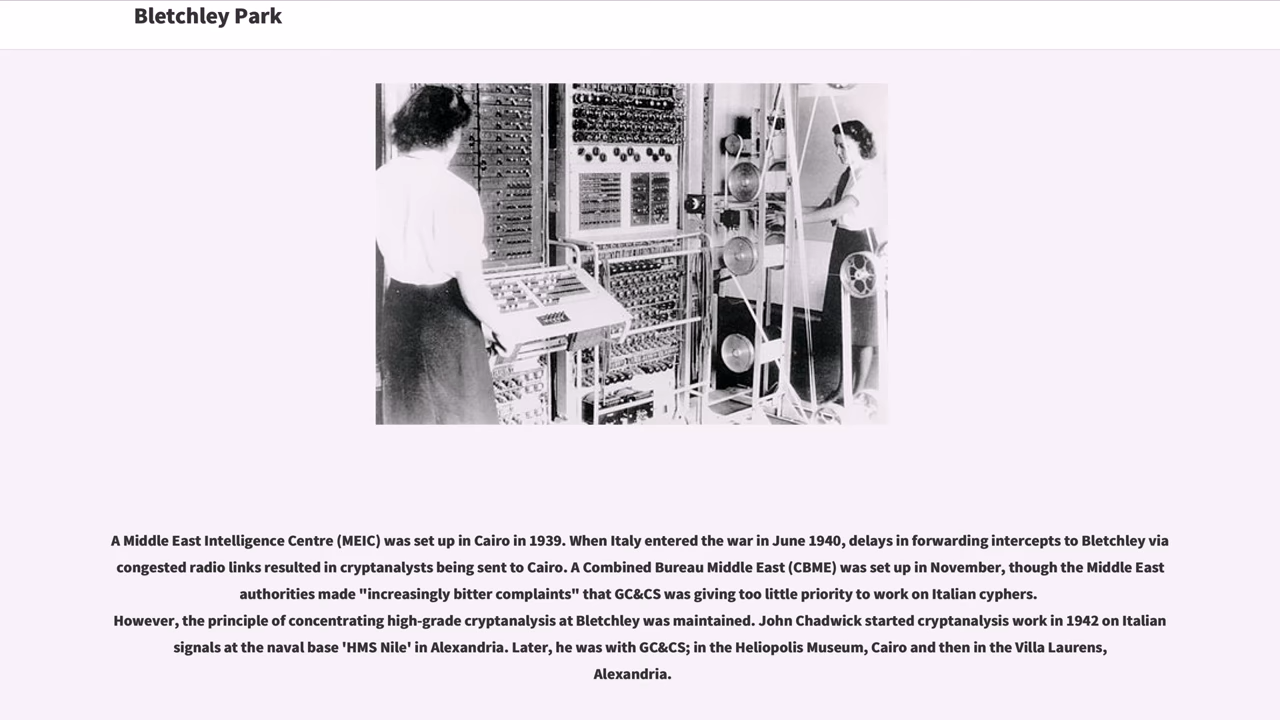 Bletchley Park
A Middle East Intelligence Centre (MEIC) was set up in Cairo in 1939. When Italy entered the war in June 1940, delays in forwarding intercepts to Bletchley via
congested radio links resulted in cryptanalysts being sent to Cairo. A Combined Bureau Middle East (CBME) was set up in November, though the Middle East
authorities made "increasingly bitter complaints" that GC&CS was giving too little priority to work on Italian cyphers.
However, the principle of concentrating high-grade cryptanalysis at Bletchley was maintained. John Chadwick started cryptanalysis work in 1942 on Italian
signals at the naval base 'HMS Nile' in Alexandria. Later, he was with GC&CS; in the Heliopolis Museum, Cairo and then in the Villa Laurens,
Alexandria.